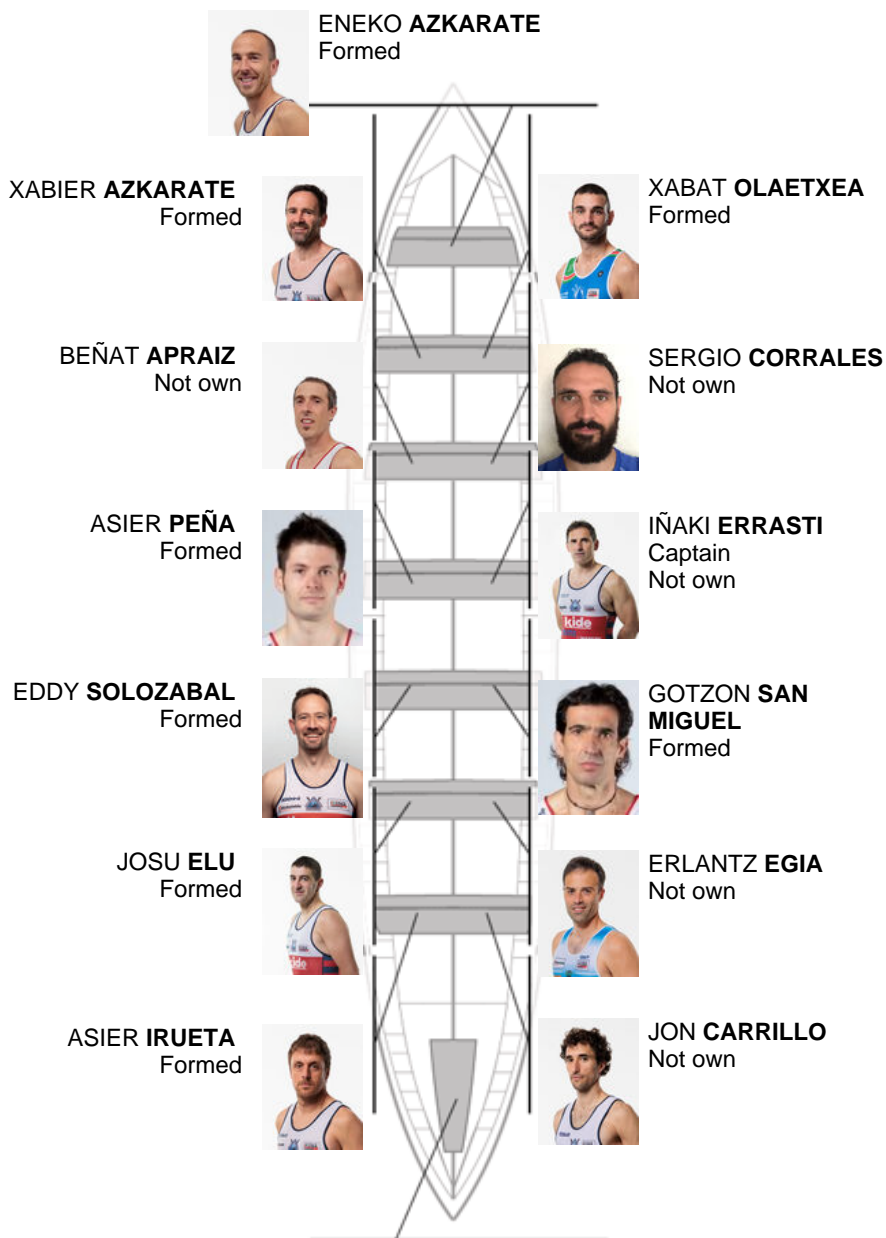 ENEKO AZKARATE
Formed
XABIER AZKARATE
Formed
XABAT OLAETXEA
Formed
BEÑAT APRAIZ
Not own
SERGIO CORRALES
Not own
ASIER PEÑA
Formed
IÑAKI ERRASTI
Captain
Not own
kide
EDDY SOLOZABAL
Formed
GOTZON SAN
MIGUEL
Formed
JOSU ELU
Formed
kide
ERLANTZ EGIA
Not own
ASIER IRUETA
Formed
JON CARRILLO
Not own